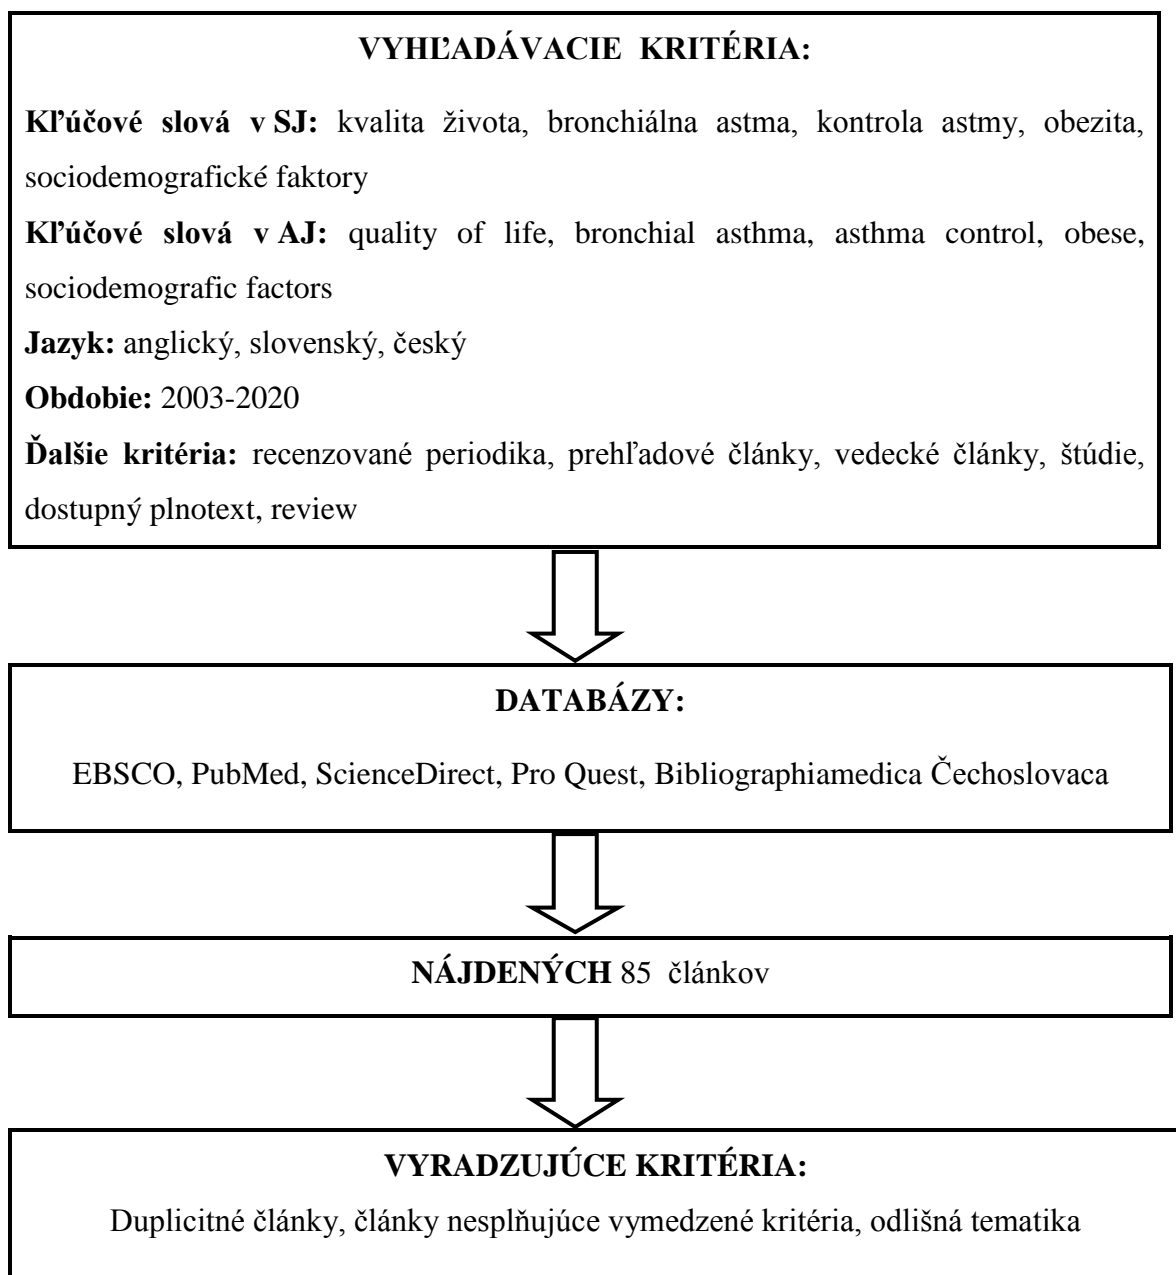 VYHĽADÁVACIE KRITÉRIA:
Kľúčové slová v SJ: kvalita života, bronchiálna astma, kontrola astmy, obezita,
sociodemografické faktory
Kľúčové slová v AJ: quality of life, bronchial asthma, asthma control, obese,
sociodemografic factors
Jazyk: anglický, slovenský, český
Obdobie: 2003-2020
Ďalšie kritéria: recenzované periodika, prehľadové články, vedecké články, štúdie,
dostupný plnotext, review
DATABÁZY:
EBSCO, PubMed, ScienceDirect, Pro Quest, Bibliographiamedica Čechoslovaca
NÁJDENÝCH 85 článkov
VYRADZUJÚCE KRITÉRIA:
Duplicitné články, články nesplňujúce vymedzené kritéria, odlišná tematika